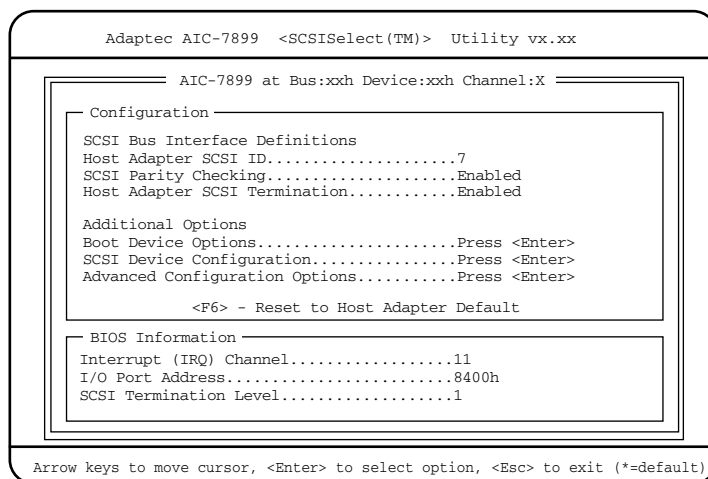 Adaptec AIC-7899 <SCSISelect(TM)> Utility vx.xx
AIC-7899 at Bus:xxh Device:xxh Channel:X
Configuration
SCSI Bus Interface Definitions
Host Adapter SCSI ID.....................7
SCSI Parity Checking.....................Enabled
Host Adapter SCSI Termination............Enabled
Additional Options
Boot Device Options......................Press <Enter>
SCSI Device Configuration................Press <Enter>
Advanced Configuration Options...........Press <Enter>
<F6> - Reset to Host Adapter Default
BIOS Information
Interrupt (IRQ) Channel..................11
I/O Port Address.........................8400h
SCSI Termination Level...................1
Arrow keys to move cursor, <Enter> to select option, <Esc> to exit (*=default)